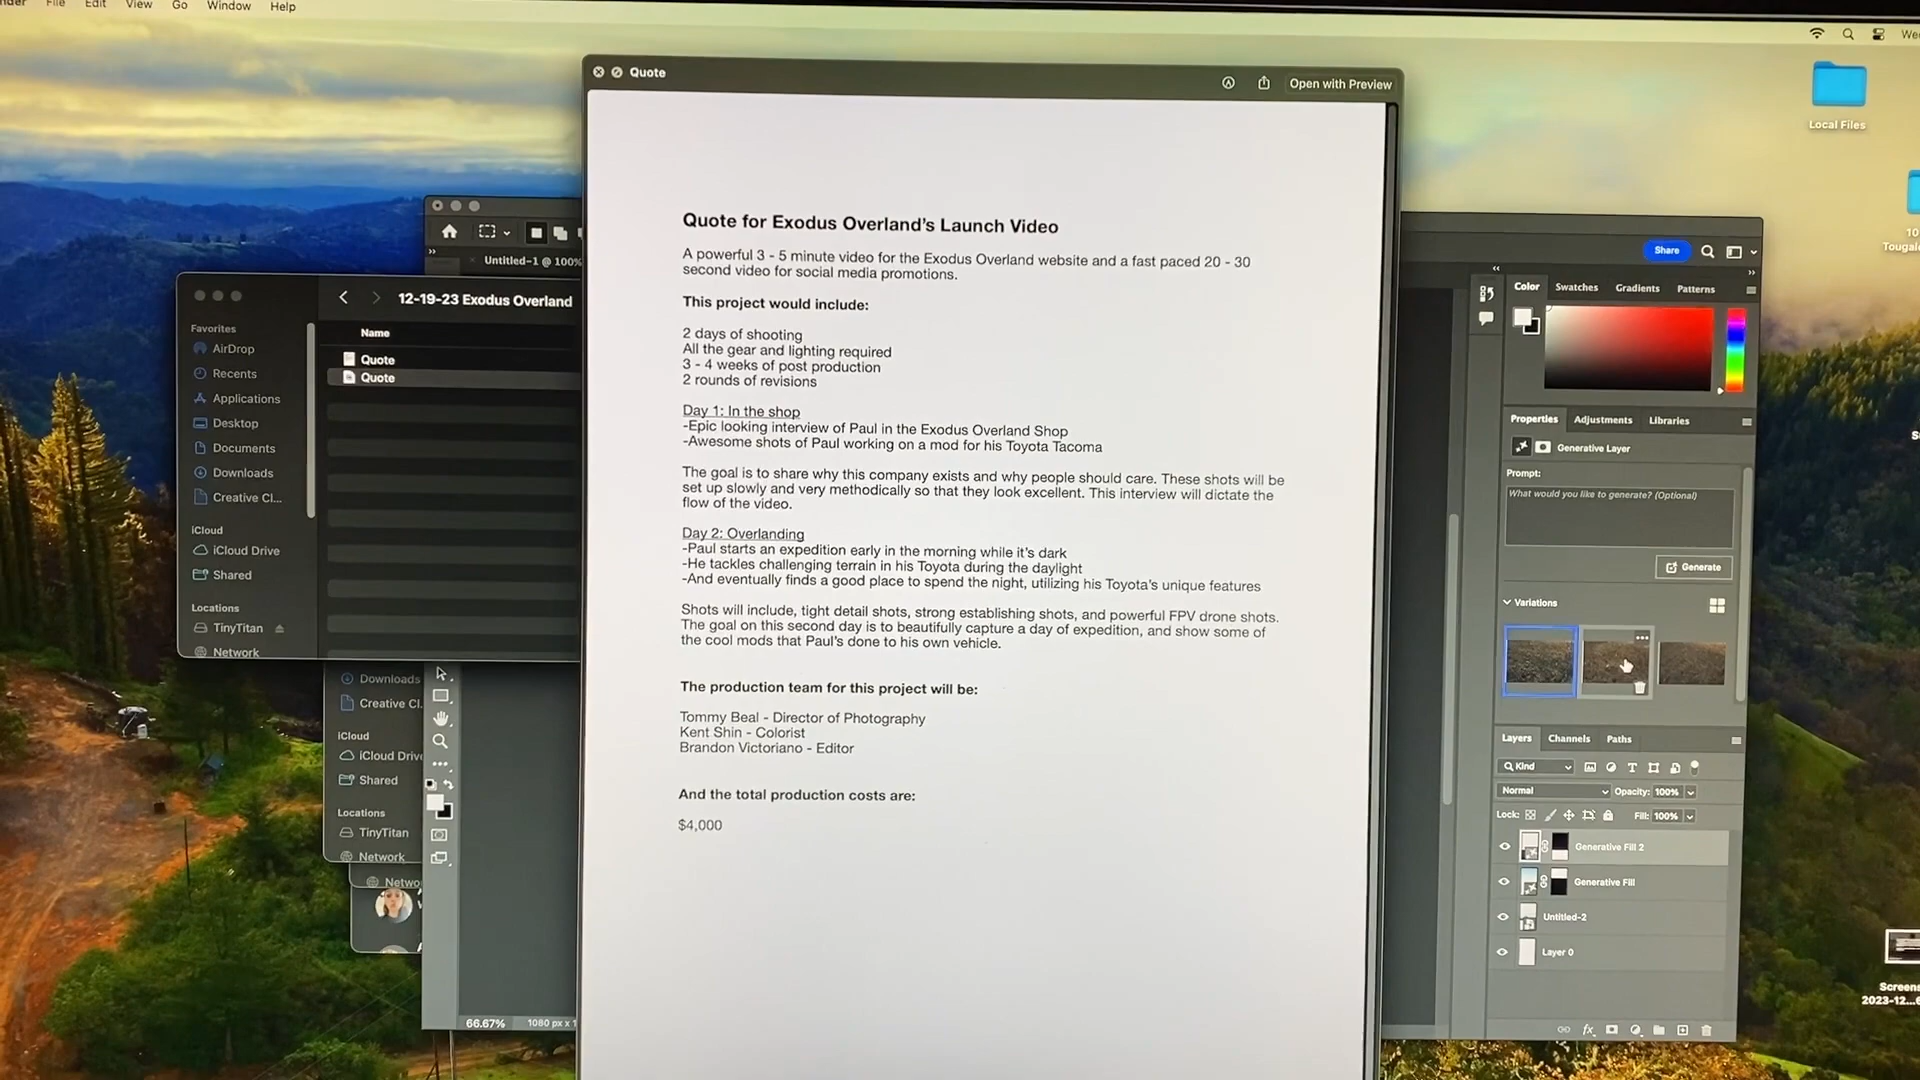 File Edit View Go Window Help
Quote
Open with Preview
Local Files
Quote for Exodus Overland's Launch Video
A powerful 3 - 5 minute video for the Exodus Overland website and a fast paced 20 - 30
second video for social media promotions.
This project would include:
2 days of shooting
All the gear and lighting required
3 - 4 weeks of post production
2 rounds of revisions
Day 1: In the shop
-Epic looking interview of Paul in the Exodus Overland Shop
-Awesome shots of Paul working on a mod for his Toyota Tacoma
The goal is to share why this company exists and why people should care. These shots will be
set up slowly and very methodically so that they look excellent. This interview will dictate the
flow of the video.
Day 2: Overlanding
-Paul starts an expedition early in the morning while it's dark
-He tackles challenging terrain in his Toyota during the daylight
-And eventually finds a good place to spend the night, utilizing his Toyota's unique features
Shots will include, tight detail shots, strong establishing shots, and powerful FPV drone shots.
The goal on this second day is to beautifully capture a day of expedition, and show some of
the cool mods that Paul's done to his own vehicle.
The production team for this project will be:
Tommy Beal - Director of Photography
Kent Shin - Colorist
Brandon Victoriano - Editor
And the total production costs are:
$4,000
Untitled-1 @ 100%
12-19-23 Exodus Overland
Name
Quote
Quote
Favorites
AirDrop
Recents
Applications
Desktop
Documents
Downloads
Creative Cl...
iCloud
iCloud Drive
Shared
Locations
TinyTitan
Network
Downloads
Creative Cl.
iCloud
iCloud Driv
Shared
Locations
TinyTitan
Network
Netwo
66.67%
1080 px x 1
Share
Color Swatches Gradients Patterns
Properties Adjustments Libraries
Generative Layer
Prompt:
What would you like to generate? (Optional)
Generate
Variations
Layers Channels Paths
Kind
Normal
Opacity: 100%
Lock:
Fill: 100%
Generative Fill 2
Generative Fill
Untitled-2
Layer 0
fx
10
Tougal
Screens
2023-12...6